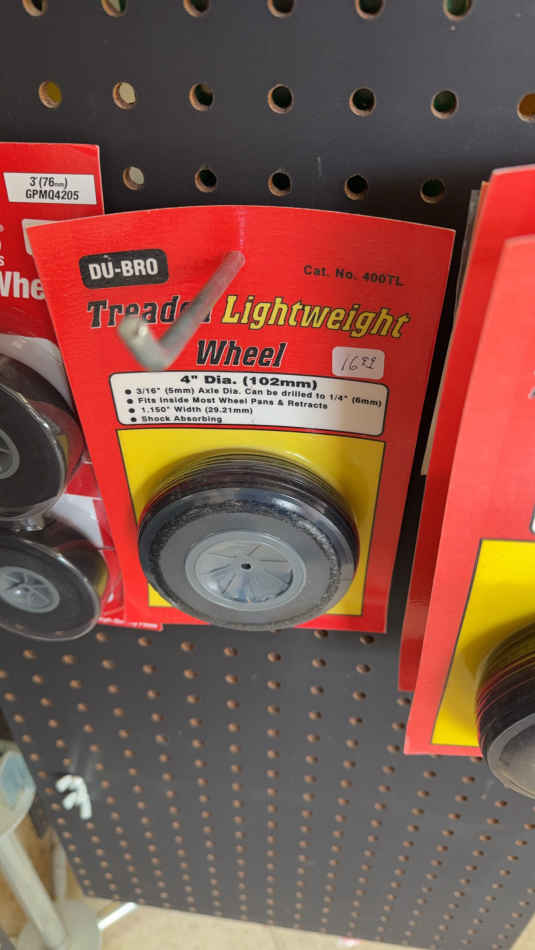 3"(76mm)
GPMQ4205
DU-BRO
Cat. No. 400TL
Treaded Lightweight
Wheel
16 99
4" Dia. (102mm)
● 3/16" (5mm) Axle Dia. Can be drilled to 1/4" (6mm)
● Fits Inside Most Wheel Pans & Retracts
● 1.150" Width (29.21mm)
● Shock Absorbing